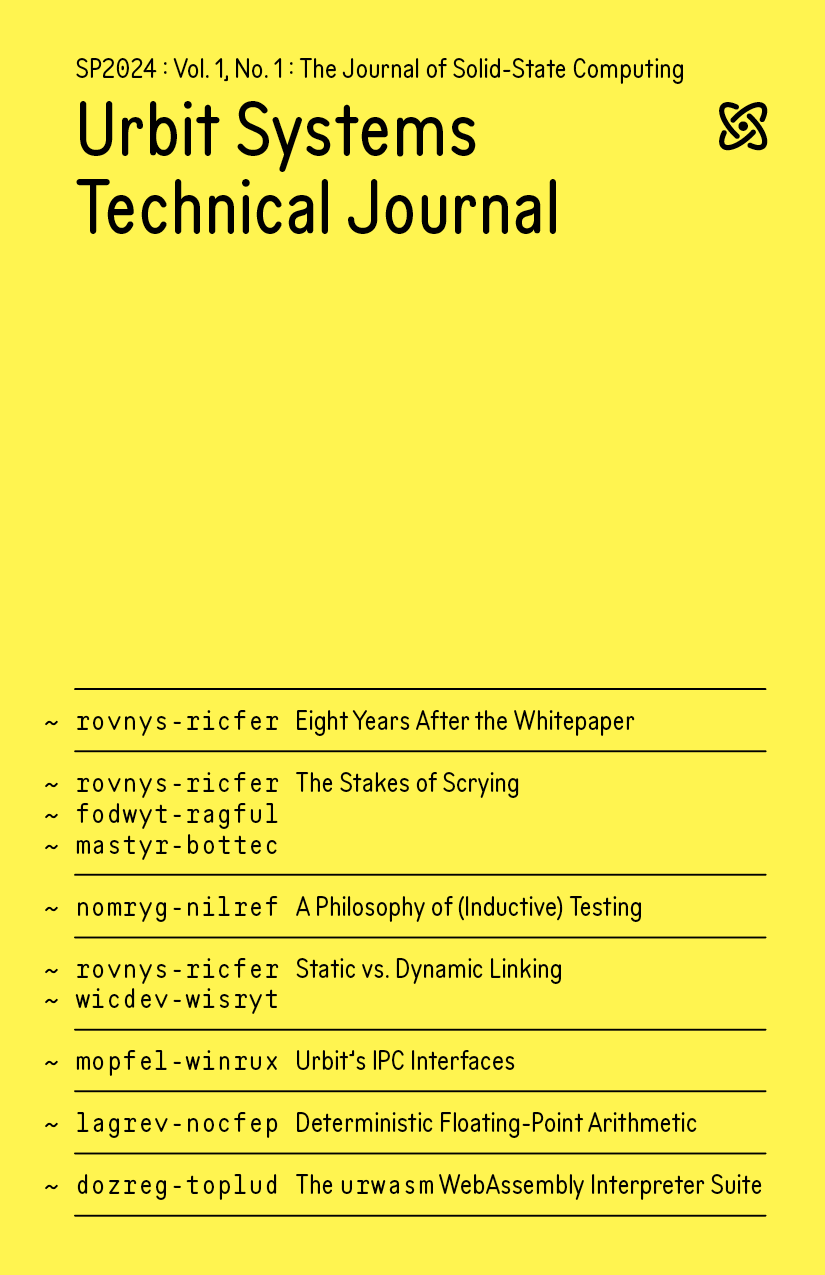 SP2024 : Vol. 1, No. 1 : The Journal of Solid-State Computing
Urbit Systems
Technical Journal
~ rovnys-ricfer Eight Years After the Whitepaper
~ rovnys-ricfer The Stakes of Scrying
~ fodwyt-ragful
~ mastyr-bottec
~ nomryg-nilref A Philosophy of (Inductive) Testing
~ rovnys-ricfer Static vs. Dynamic Linking
~ wicdev-wisryt
~ mopfel-winrux Urbit's IPC Interfaces
~ lagrev-nocfep Deterministic Floating-Point Arithmetic
~ dozreg-toplud The urwasm WebAssembly Interpreter Suite